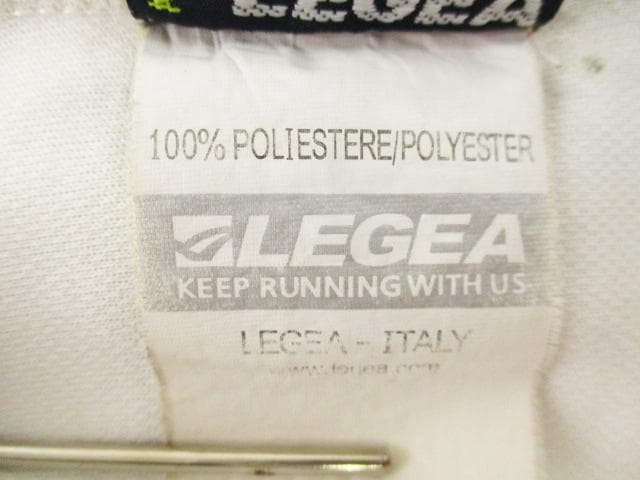 LEGEA
100% POLIESTERE/POLYESTER
LEGEA
KEEP RUNNING WITH US
LEGEA - ITALY
www.legea.com